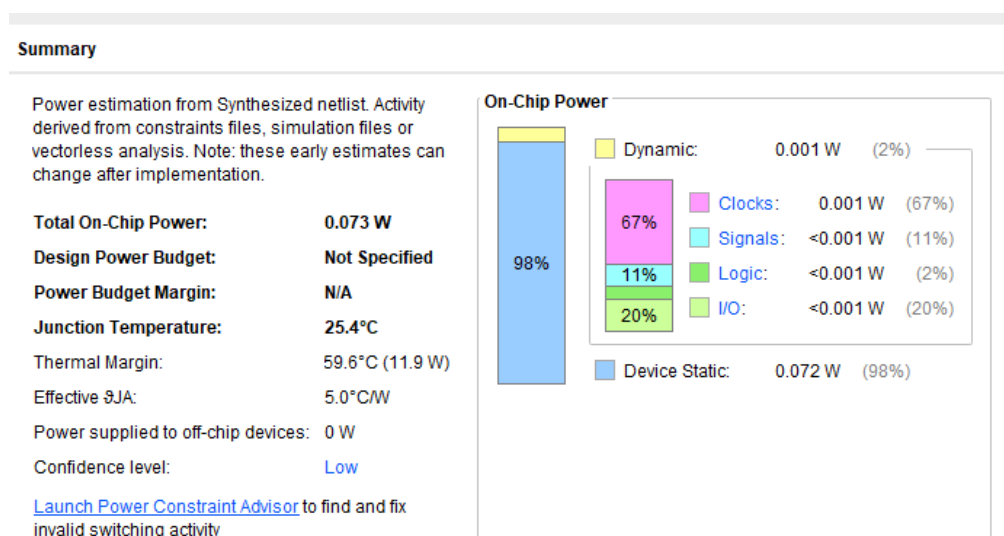 Summary
Power estimation from Synthesized netlist. Activity
derived from constraints files, simulation files or
vectorless analysis. Note: these early estimates can
change after implementation.
Total On-Chip Power: 0.073 W
Design Power Budget: Not Specified
Power Budget Margin: N/A
Junction Temperature: 25.4°C
Thermal Margin: 59.6°C (11.9 W)
Effective ϑJA: 5.0°C/W
Power supplied to off-chip devices: 0 W
Confidence level: Low
Launch Power Constraint Advisor to find and fix
invalid switching activity
On-Chip Power
98%
Dynamic: 0.001 W (2%)
67%
11%
20%
Clocks: 0.001 W (67%)
Signals: <0.001 W (11%)
Logic: <0.001 W (2%)
I/O: <0.001 W (20%)
Device Static: 0.072 W (98%)